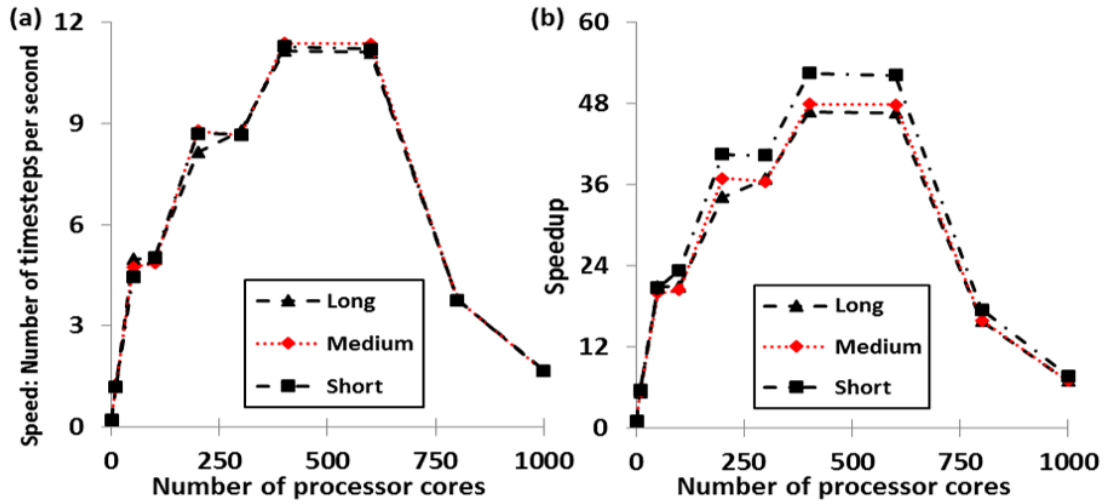 (a)
Speed: Number of timesteps per second
12
9
6
3
0
Long
Medium
Short
0 250 500 750 1000
Number of processor cores
(b)
Speedup
60
48
36
24
12
0
Long
Medium
Short
0 250 500 750 1000
Number of processor cores